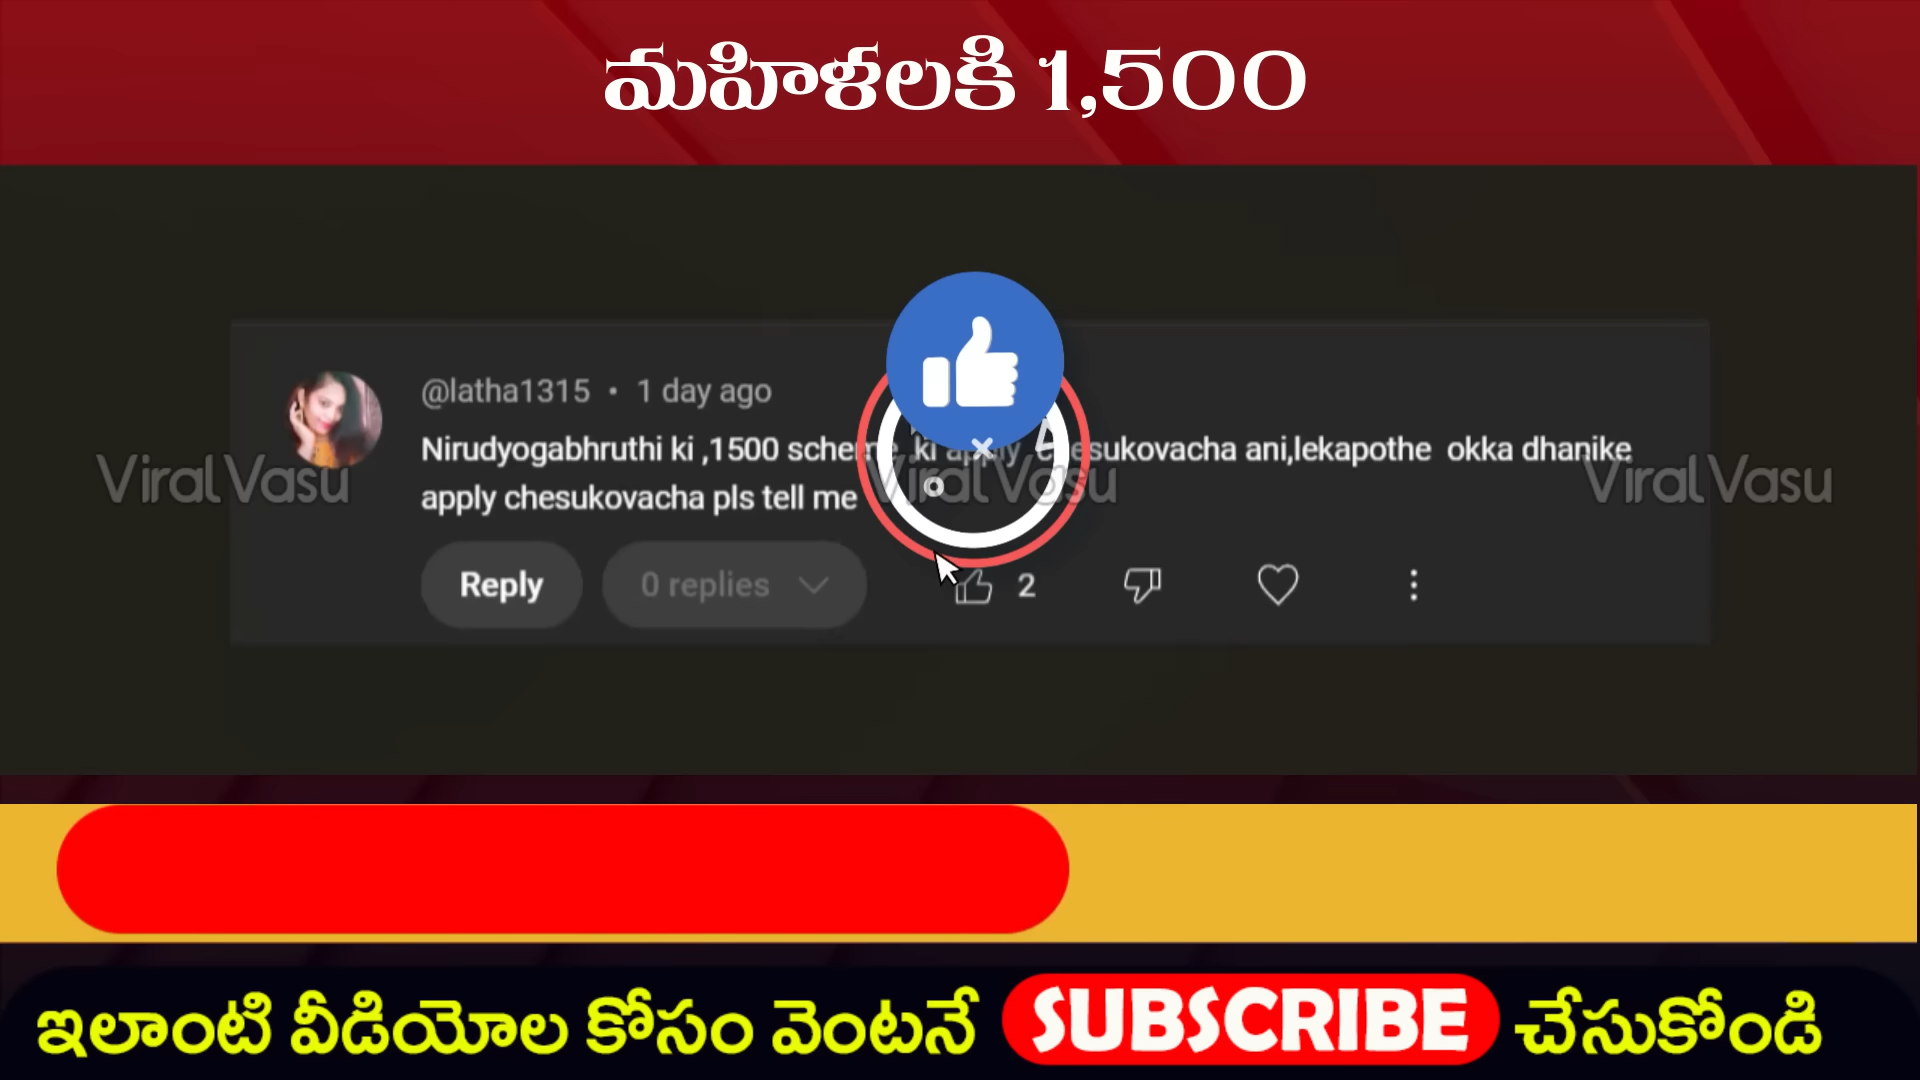 మహిళలకి 1,500
@latha1315 • 1 day ago
Nirudyogabhruthi ki ,1500 scheme ki apply chesukovacha ani,lekapothe okka dhanike
apply chesukovacha pls tell me
Viral Vasu Viral Vasu Viral Vasu
Reply 0 replies 2
ఇలాంటి వీడియోల కోసం వెంటనే SUBSCRIBE చేసుకోండి